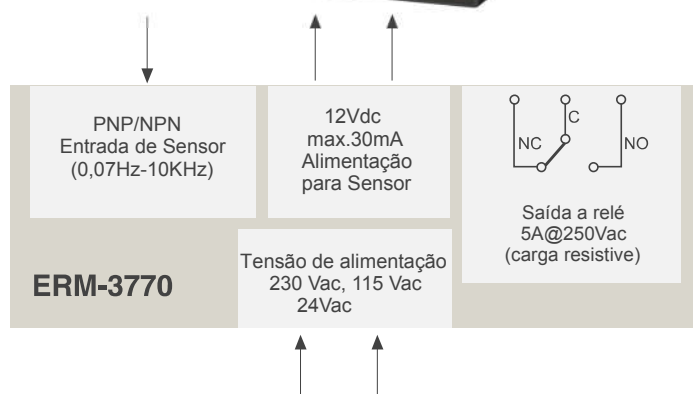 PNP/NPN
Entrada de Sensor
(0,07Hz-10KHz)
12Vdc
max.30mA
Alimentação
para Sensor
NC
C
NO
Saída a relé
5A@250Vac
(carga resistive)
ERM-3770
Tensão de alimentação
230 Vac, 115 Vac
24Vac